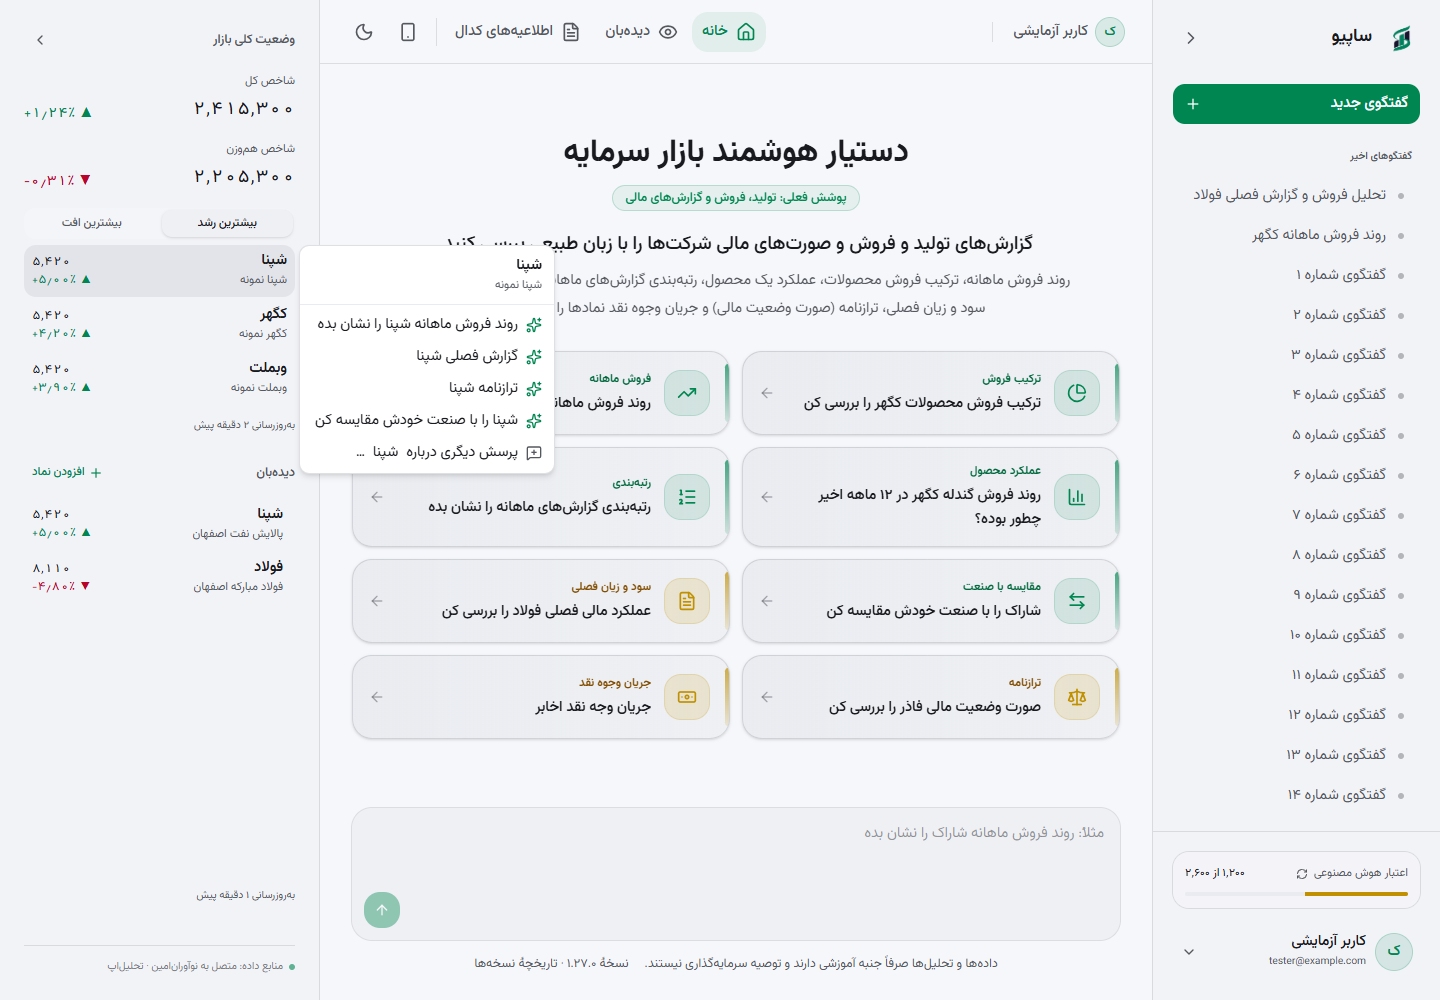 ساپیو
گفتگوی جدید
گفتگوهای اخیر
تحلیل فروش و گزارش فصلی فولاد
روند فروش ماهانه کگهر
گفتگوی شماره ۱
گفتگوی شماره ۲
گفتگوی شماره ۳
گفتگوی شماره ۴
گفتگوی شماره ۵
گفتگوی شماره ۶
گفتگوی شماره ۷
گفتگوی شماره ۸
گفتگوی شماره ۹
گفتگوی شماره ۱۰
گفتگوی شماره ۱۱
گفتگوی شماره ۱۲
گفتگوی شماره ۱۳
گفتگوی شماره ۱۴
اعتبار هوش مصنوعی
۱,۲۰۰ از ۲,۶۰۰
ک
کاربر آزمایشی
tester@example.com
ک
کاربر آزمایشی
خانه
دیده‌بان
اطلاعیه‌های کدال
دستیار هوشمند بازار سرمایه
پوشش فعلی: تولید، فروش و گزارش‌های مالی
گزارش‌های تولید و فروش و صورت‌های مالی شرکت‌ها را با زبان طبیعی بررسی کنید
روند فروش ماهانه، ترکیب فروش محصولات، عملکرد یک محصول، رتبه‌بندی گزارش‌های
سود و زیان فصلی، ترازنامه (صورت وضعیت مالی) و جریان وجوه نقد نمادها را
ترکیب فروش
ترکیب فروش محصولات کگهر را بررسی کن
فروش ماهانه
روند فروش
عملکرد محصول
روند فروش گندله کگهر در ۱۲ ماهه اخیر
چطور بوده؟
رتبه‌بندی
رتبه‌بندی گزارش‌های ماهانه را نشان بده
مقایسه با صنعت
شاراک را با صنعت خودش مقایسه کن
سود و زیان فصلی
عملکرد مالی فصلی فولاد را بررسی کن
ترازنامه
صورت وضعیت مالی فاذر را بررسی کن
جریان وجوه نقد
جریان وجه نقد اخابر
مثلاً: روند فروش ماهانه شاراک را نشان بده
داده‌ها و تحلیل‌ها صرفاً جنبه آموزشی دارند و توصیه سرمایه‌گذاری نیستند.
نسخهٔ ۱.۲۷.۰ · تاریخچهٔ نسخه‌ها
شپنا
شپنا نمونه
روند فروش ماهانه شپنا را نشان بده
گزارش فصلی شپنا
ترازنامه شپنا
شپنا را با صنعت خودش مقایسه کن
پرسش دیگری درباره شپنا ...
وضعیت کلی بازار
شاخص کل
۲,۴۱۵,۳۰۰
▲ +۱٫۲۴٪
شاخص هم‌وزن
۲,۲۰۵,۳۰۰
▼ -۰٫۳۱٪
بیشترین رشد
بیشترین افت
شپنا
۵,۴۲۰
شپنا نمونه
▲ +۵٫۰۰٪
کگهر
۵,۴۲۰
کگهر نمونه
▲ +۴٫۲۰٪
وبملت
۵,۴۲۰
وبملت نمونه
▲ +۳٫۹۰٪
به‌روزرسانی ۲ دقیقه پیش
دیده‌بان
افزودن نماد
شپنا
۵,۴۲۰
پالایش نفت اصفهان
▲ +۵٫۰۰٪
فولاد
۸,۱۱۰
فولاد مبارکه اصفهان
▼ -۴٫۸۰٪
به‌روزرسانی ۱ دقیقه پیش
منابع داده: متصل به نوآوران‌امین · تحلیل‌اپ